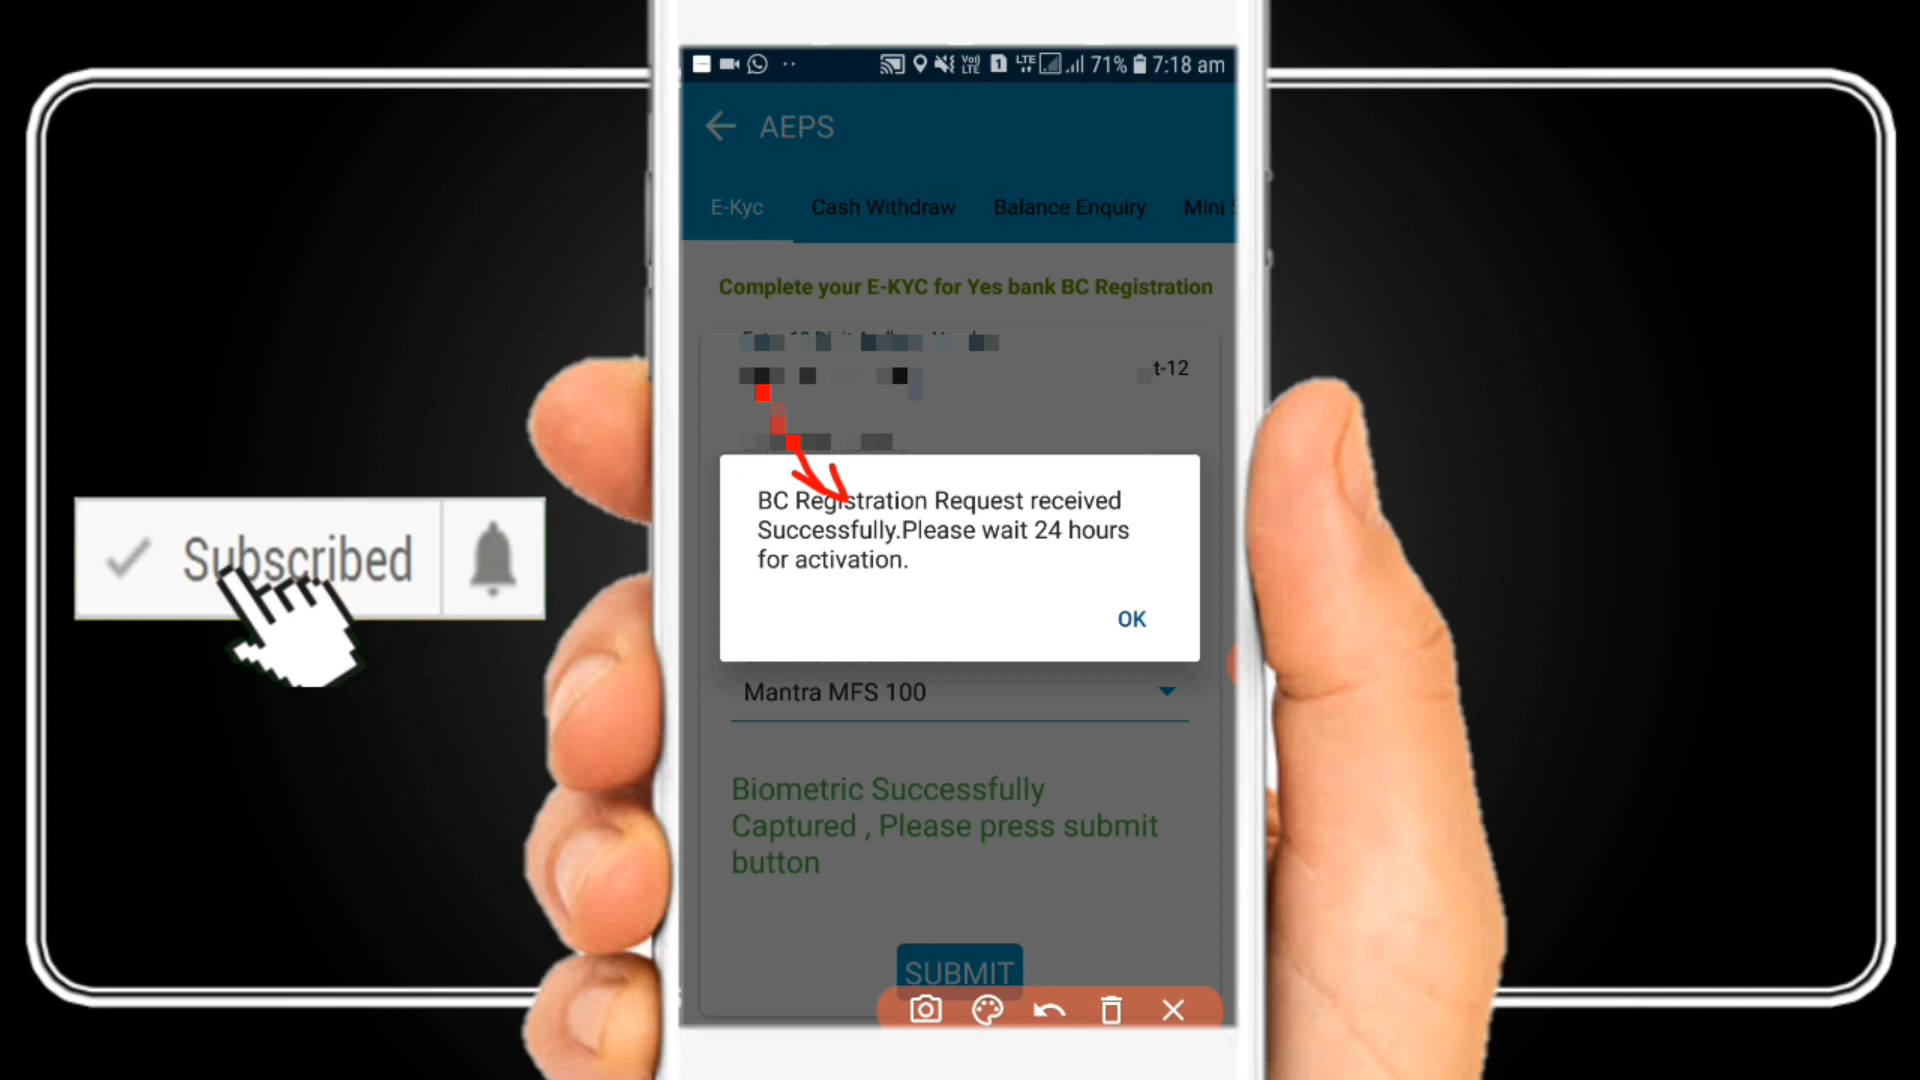 71% 7:18 am
AEPS
E-Kyc Cash Withdraw Balance Enquiry Mini
Complete your E-KYC for Yes bank BC Registration
t-12
BC Registration Request received
Successfully.Please wait 24 hours
for activation.
OK
Subscribed
Mantra MFS 100
Biometric Successfully
Captured , Please press submit
button
SUBMIT